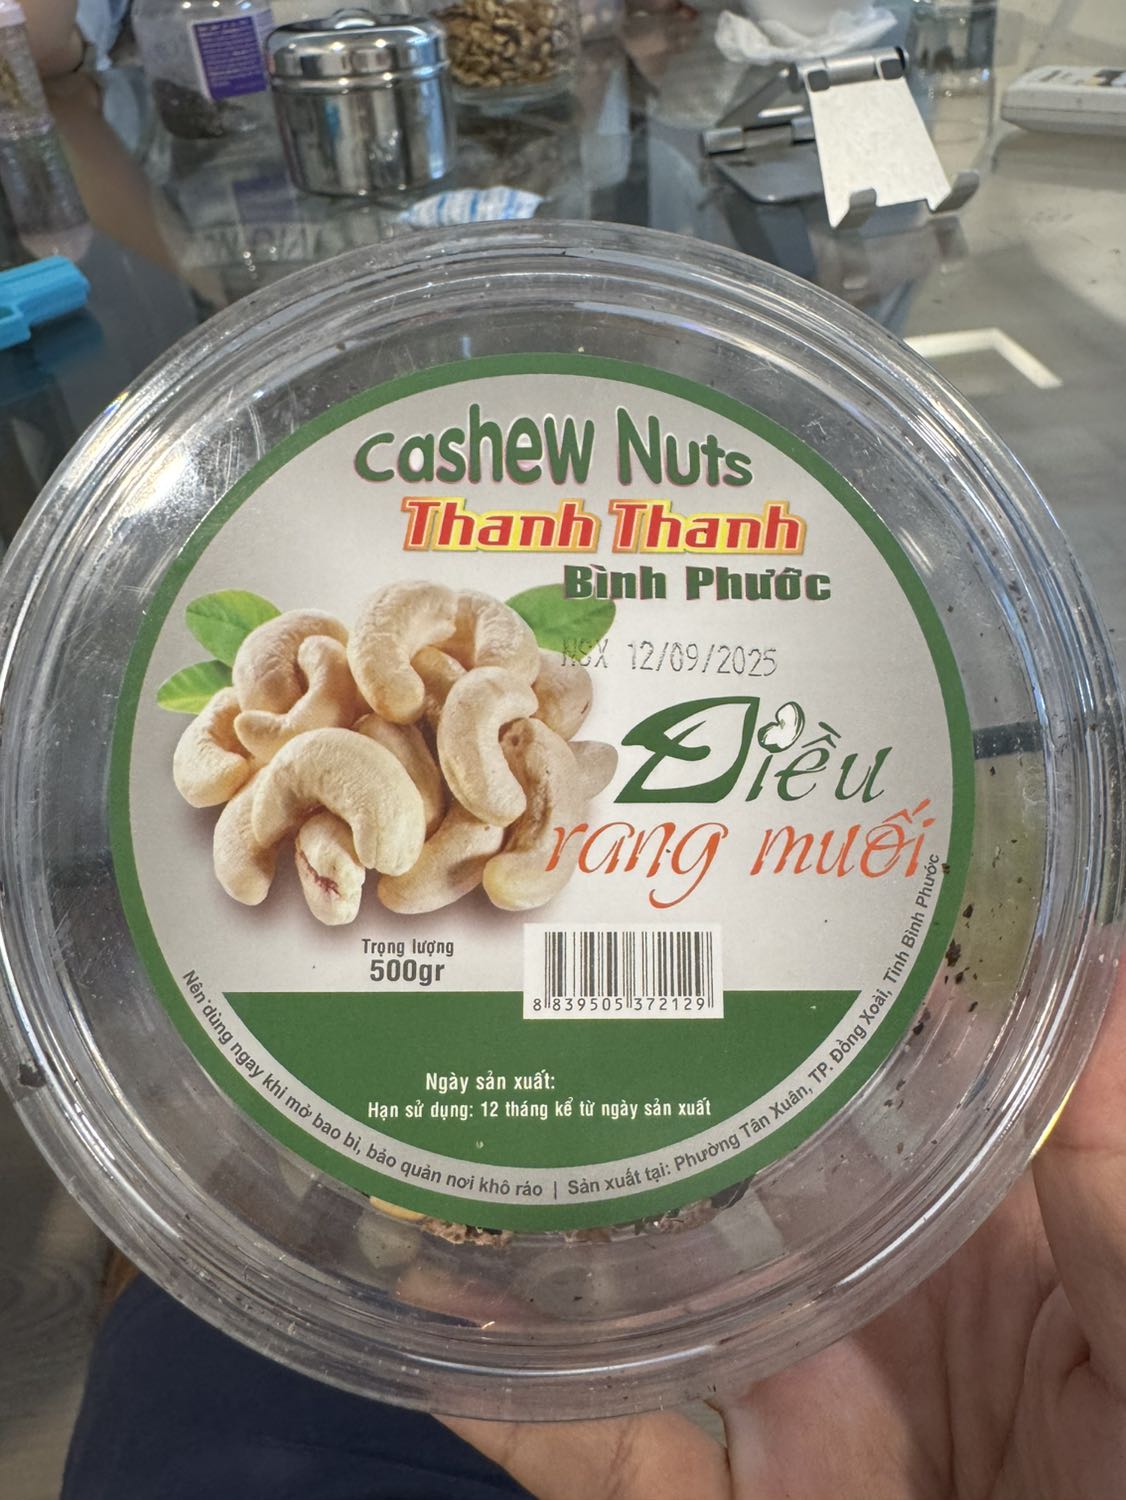 Cashew Nuts
Thanh Thanh
Bình Phước
NSX 12/09/2025
Điều
rang muối
Trọng lượng
500gr
8 839505 372129
Ngày sản xuất:
Hạn sử dụng: 12 tháng kể từ ngày sản xuất
Nên dùng ngay khi mở bao bì, bảo quản nơi khô ráo | Sản xuất tại: Phường Tân Xuân, TP. Đồng Xoài, Tỉnh Bình Phước